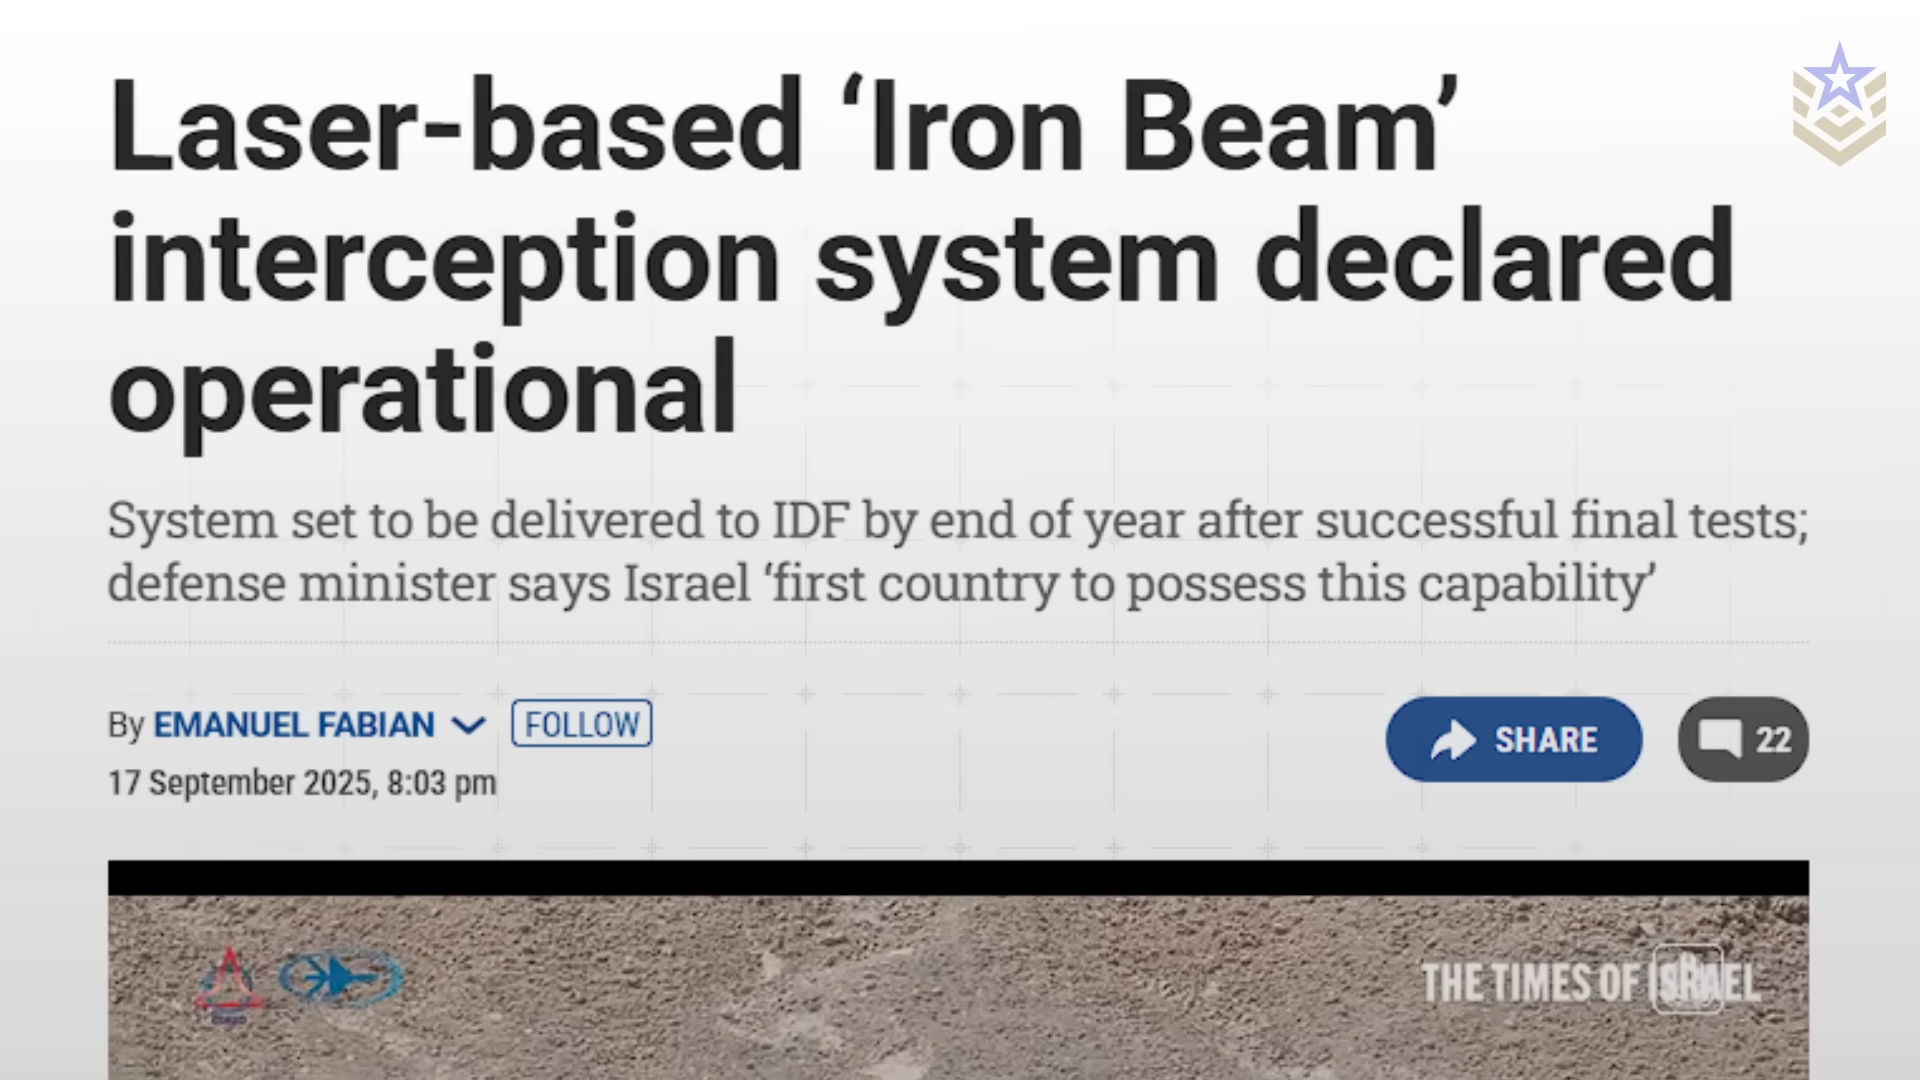 Laser-based ‘Iron Beam’
interception system declared
operational
System set to be delivered to IDF by end of year after successful final tests;
defense minister says Israel ‘first country to possess this capability’
By EMANUEL FABIAN FOLLOW
17 September 2025, 8:03 pm
SHARE
22
THE TIMES OF ISRAEL